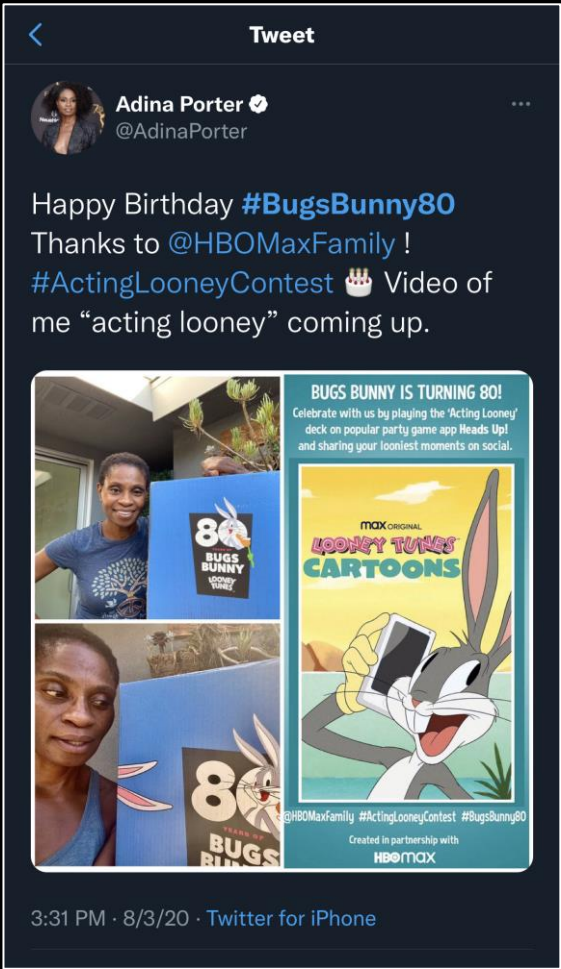 Tweet
Adina Porter
@AdinaPorter
Happy Birthday #BugsBunny80
Thanks to @HBOMaxFamily !
#ActingLooneyContest 🎂 Video of
me “acting looney” coming up.
80
YEARS OF
BUGS
BUNNY
LOONEY
TUNES
80
YEARS OF
BUGS
BUNNY
BUGS BUNNY IS TURNING 80!
Celebrate with us by playing the ‘Acting Looney’
deck on popular party game app Heads Up!
and sharing your looniest moments on social.
max ORIGINAL
LOONEY TUNES
CARTOONS
@HBOMaxFamily #ActingLooneyContest #BugsBunny80
Created in partnership with
HBOMAX
3:31 PM · 8/3/20 · Twitter for iPhone